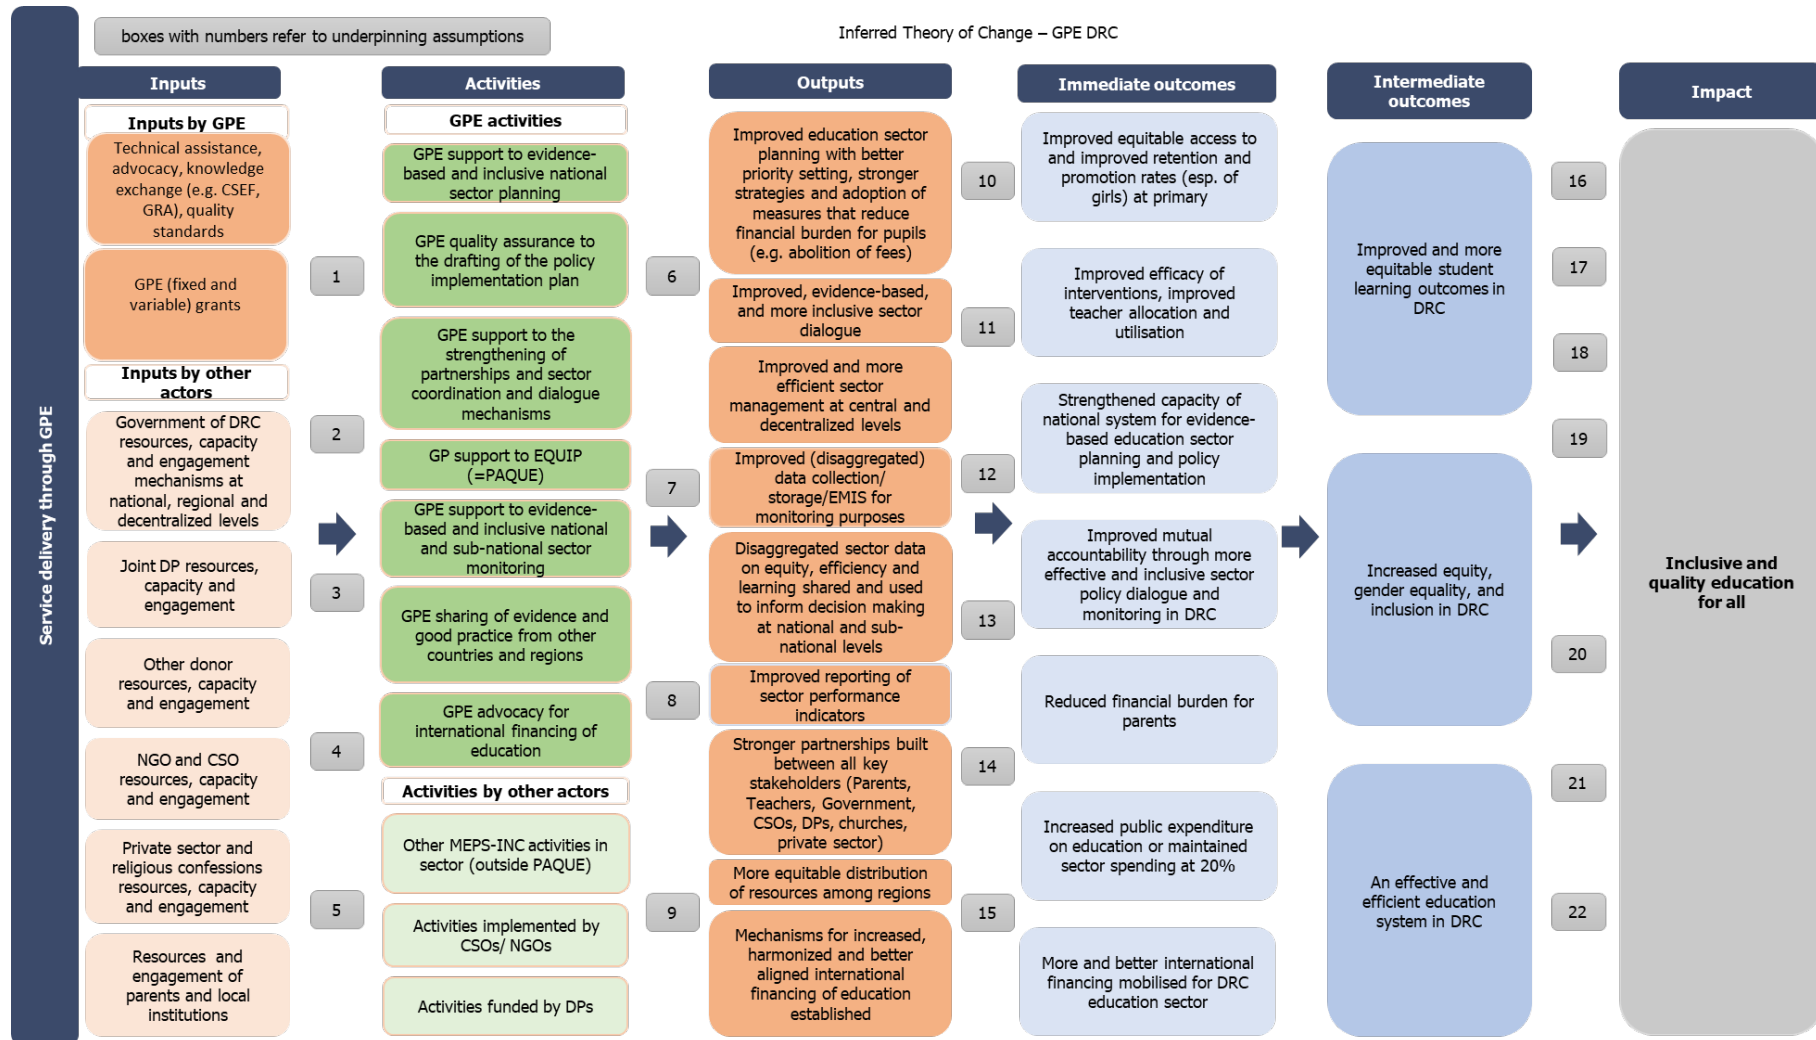 Service delivery through GPE
boxes with numbers refer to underpinning assumptions
Inferred Theory of Change – GPE DRC
Inputs
Inputs by GPE
Technical assistance,
advocacy, knowledge
exchange (e.g. CSEF,
GRA), quality
standards
GPE (fixed and
variable) grants
Inputs by other
actors
Government of DRC
resources, capacity
and engagement
mechanisms at
national, regional and
decentralized levels
Joint DP resources,
capacity and
engagement
Other donor
resources, capacity
and engagement
NGO and CSO
resources, capacity
and engagement
Private sector and
religious confessions
resources, capacity
and engagement
Resources and
engagement of
parents and local
institutions
1
2
3
4
5
Activities
GPE activities
GPE support to evidence-
based and inclusive national
sector planning
GPE quality assurance to
the drafting of the policy
implementation plan
GPE support to the
strengthening of
partnerships and sector
coordination and dialogue
mechanisms
GP support to EQUIP
(=PAQUE)
GPE support to evidence-
based and inclusive national
and sub-national sector
monitoring
GPE sharing of evidence and
good practice from other
countries and regions
GPE advocacy for
international financing of
education
Activities by other actors
Other MEPS-INC activities in
sector (outside PAQUE)
Activities implemented by
CSOs/ NGOs
Activities funded by DPs
6
7
8
9
Outputs
Improved education sector
planning with better
priority setting, stronger
strategies and adoption of
measures that reduce
financial burden for pupils
(e.g. abolition of fees)
Improved, evidence-based,
and more inclusive sector
dialogue
Improved and more
efficient sector
management at central and
decentralized levels
Improved (disaggregated)
data collection/
storage/EMIS for
monitoring purposes
Disaggregated sector data
on equity, efficiency and
learning shared and used
to inform decision making
at national and sub-
national levels
Improved reporting of
sector performance
indicators
Stronger partnerships built
between all key
stakeholders (Parents,
Teachers, Government,
CSOs, DPs, churches,
private sector)
More equitable distribution
of resources among regions
Mechanisms for increased,
harmonized and better
aligned international
financing of education
established
10
11
12
13
14
15
Immediate outcomes
Improved equitable access to
and improved retention and
promotion rates (esp. of
girls) at primary
Improved efficacy of
interventions, improved
teacher allocation and
utilisation
Strengthened capacity of
national system for evidence-
based education sector
planning and policy
implementation
Improved mutual
accountability through more
effective and inclusive sector
policy dialogue and
monitoring in DRC
Reduced financial burden for
parents
Increased public expenditure
on education or maintained
sector spending at 20%
More and better international
financing mobilised for DRC
education sector
Intermediate
outcomes
Improved and more
equitable student
learning outcomes in
DRC
Increased equity,
gender equality, and
inclusion in DRC
An effective and
efficient education
system in DRC
16
17
18
19
20
21
22
Impact
Inclusive and
quality education
for all